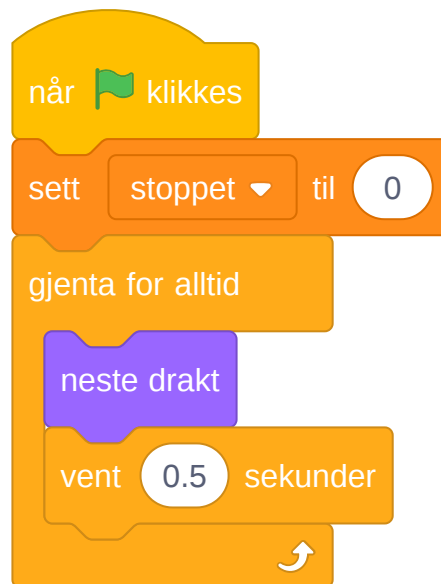 når klikkes
sett stoppet til 0
gjenta for alltid
neste drakt
vent 0.5 sekunder